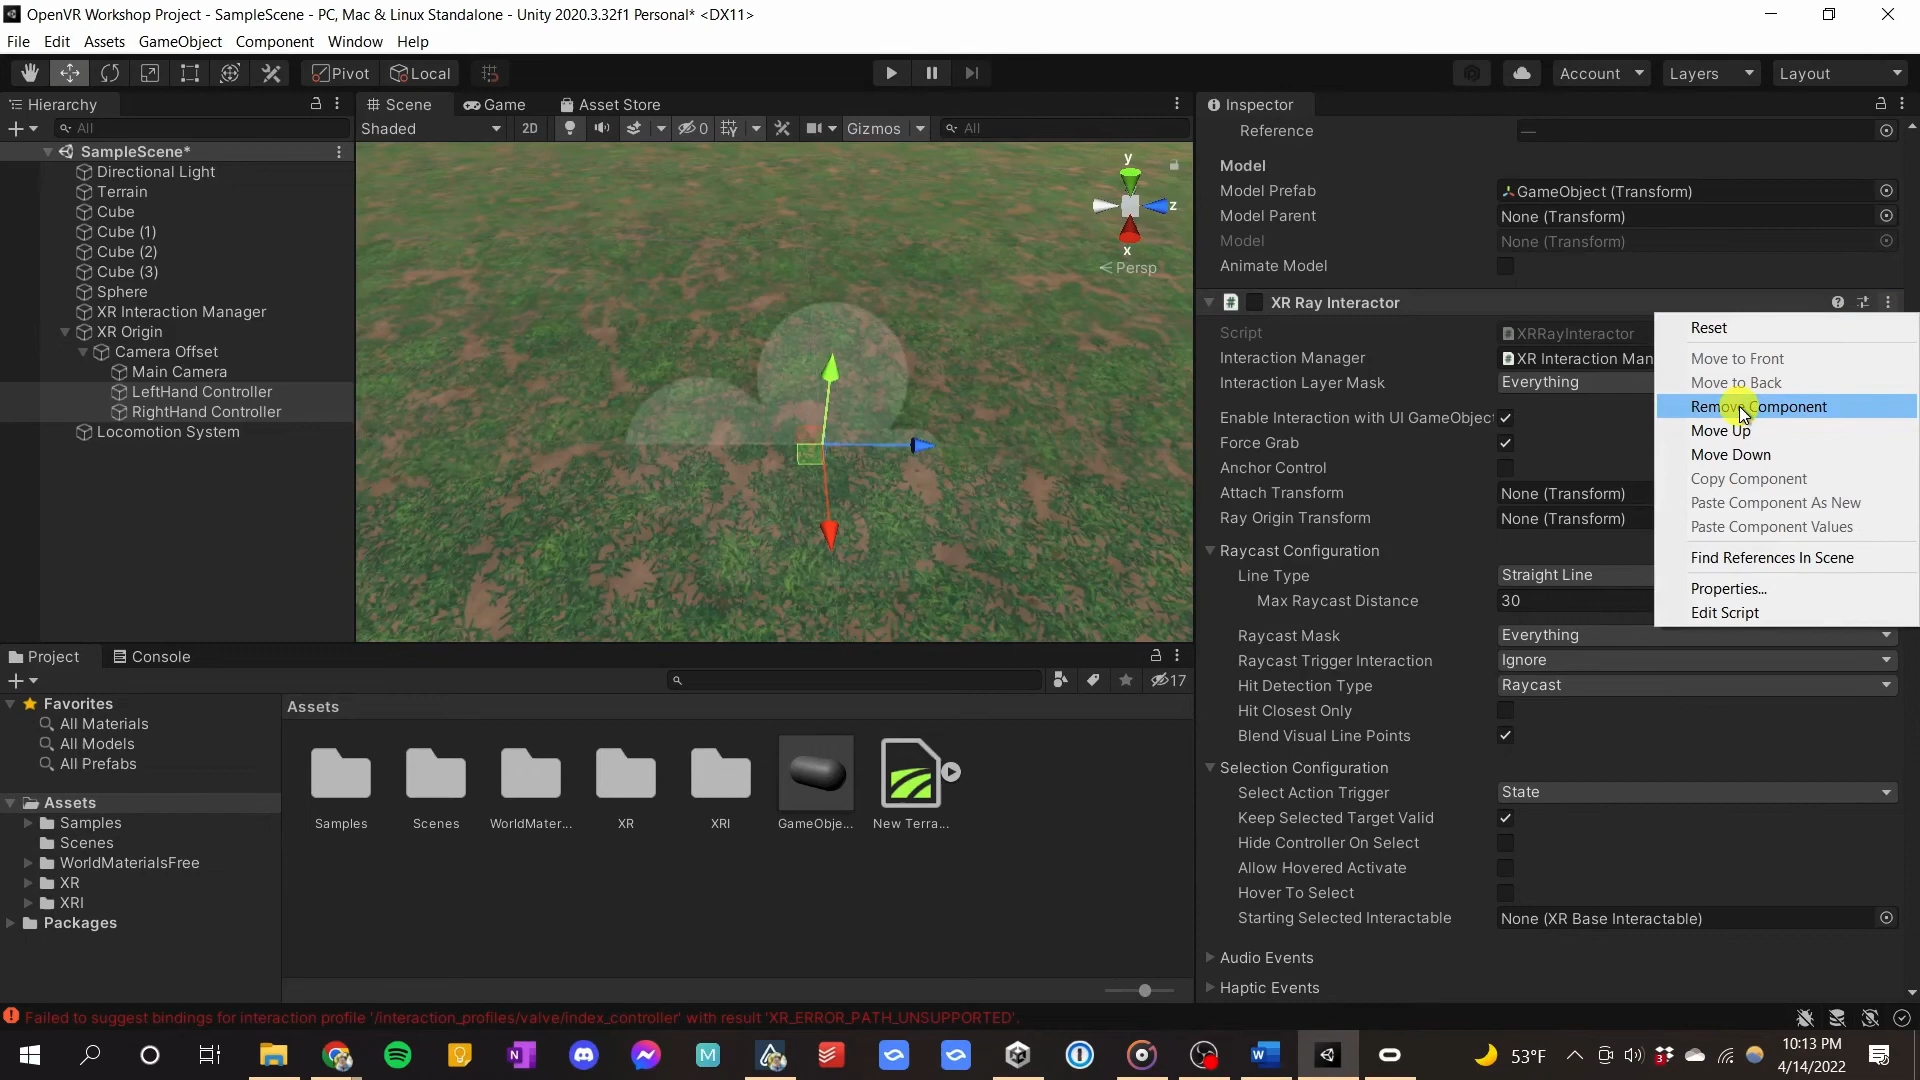 OpenVR Workshop Project - SampleScene - PC, Mac & Linux Standalone - Unity 2020.3.32f1 Personal* <DX11>
File Edit Assets GameObject Component Window Help
Pivot Local Account Layers Layout
Hierarchy
All
SampleScene*
Directional Light
Terrain
Cube
Cube (1)
Cube (2)
Cube (3)
Sphere
XR Interaction Manager
XR Origin
Camera Offset
Main Camera
LeftHand Controller
RightHand Controller
Locomotion System
Scene Game Asset Store
Shaded 2D 0 Gizmos All
y
z
x
Persp
Inspector
Reference —
Model
Model Prefab GameObject (Transform)
Model Parent None (Transform)
Model None (Transform)
Animate Model
# XR Ray Interactor
Script XRRayInteractor
Interaction Manager # XR Interaction Man
Interaction Layer Mask Everything
Enable Interaction with UI GameObject
Force Grab
Anchor Control
Attach Transform None (Transform)
Ray Origin Transform None (Transform)
Raycast Configuration
Line Type Straight Line
Max Raycast Distance 30
Raycast Mask Everything
Raycast Trigger Interaction Ignore
Hit Detection Type Raycast
Hit Closest Only
Blend Visual Line Points
Selection Configuration
Select Action Trigger State
Keep Selected Target Valid
Hide Controller On Select
Allow Hovered Activate
Hover To Select
Starting Selected Interactable None (XR Base Interactable)
Audio Events
Haptic Events
Reset
Move to Front
Move to Back
Remove Component
Move Up
Move Down
Copy Component
Paste Component As New
Paste Component Values
Find References In Scene
Properties...
Edit Script
Project Console
17
Favorites
All Materials
All Models
All Prefabs
Assets
Samples
Scenes
WorldMaterialsFree
XR
XRI
Packages
Assets
Samples Scenes WorldMater... XR XRI GameObje... New Terra...
Failed to suggest bindings for interaction profile '/interaction_profiles/valve/index_controller' with result 'XR_ERROR_PATH_UNSUPPORTED'.
53°F
10:13 PM
4/14/2022